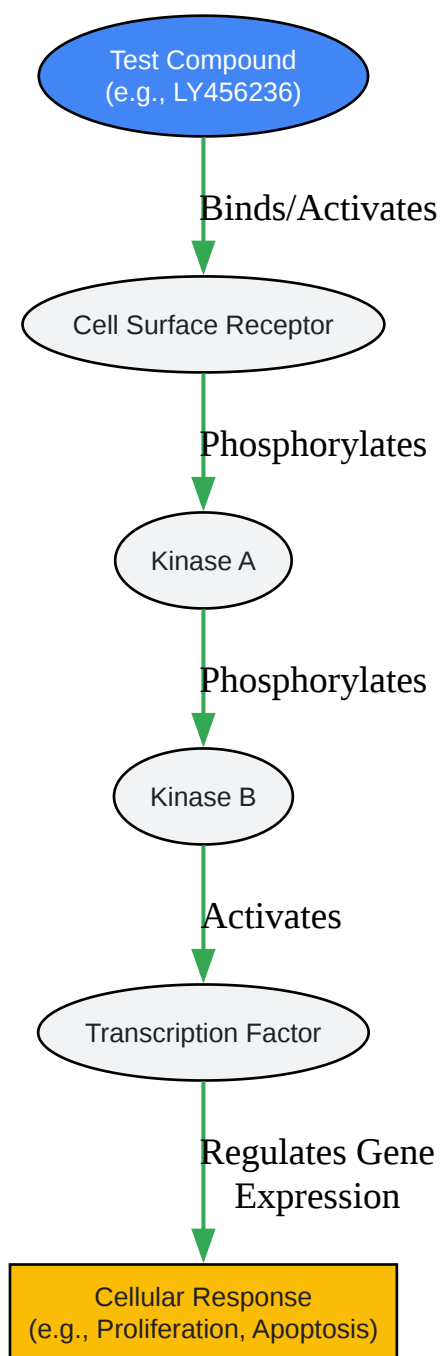 Test Compound
(e.g., LY456236)
Binds/Activates
Cell Surface Receptor
Phosphorylates
Kinase A
Phosphorylates
Kinase B
Activates
Transcription Factor
Regulates Gene
Expression
Cellular Response
(e.g., Proliferation, Apoptosis)